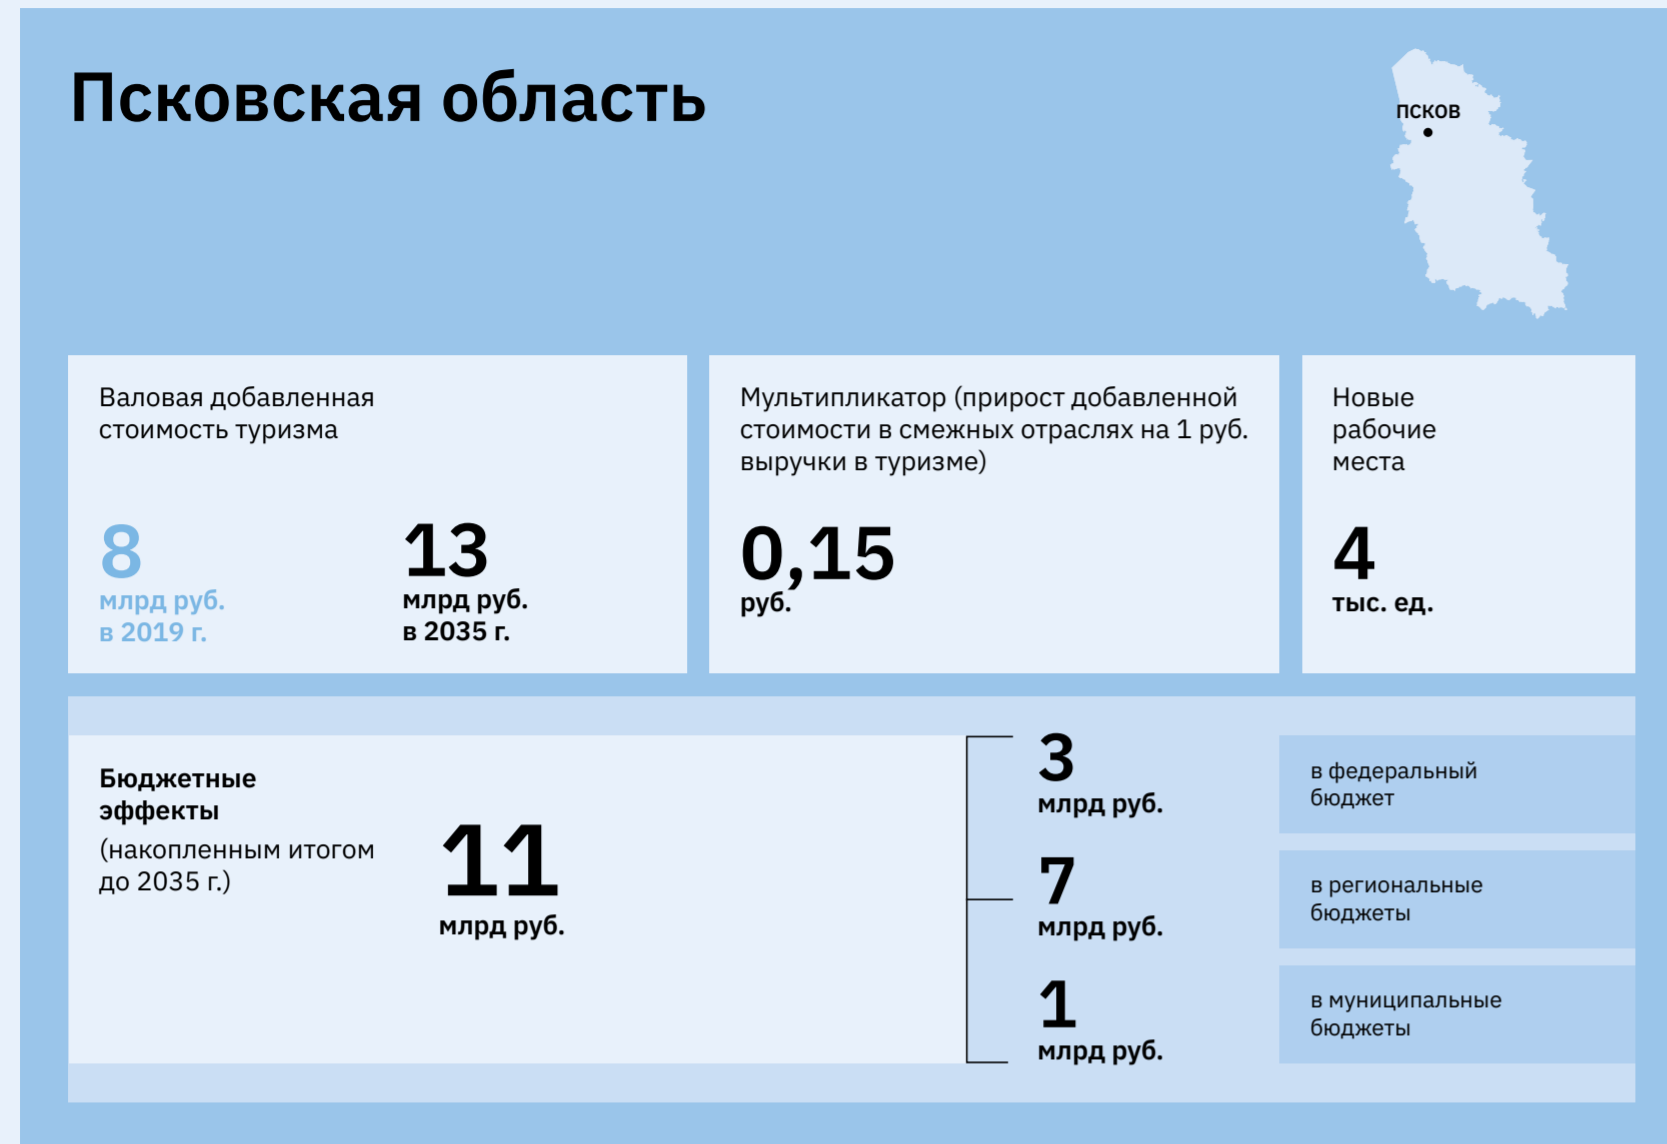 Псковская область
ПСКОВ
Валовая добавленная
стоимость туризма
8
млрд руб.
в 2019 г.
13
млрд руб.
в 2035 г.
Мультипликатор (прирост добавленной
стоимости в смежных отраслях на 1 руб.
выручки в туризме)
0,15
руб.
Новые
рабочие
места
4
тыс. ед.
Бюджетные
эффекты
(накопленным итогом
до 2035 г.)
11
млрд руб.
3
млрд руб.
в федеральный
бюджет
7
млрд руб.
в региональные
бюджеты
1
млрд руб.
в муниципальные
бюджеты